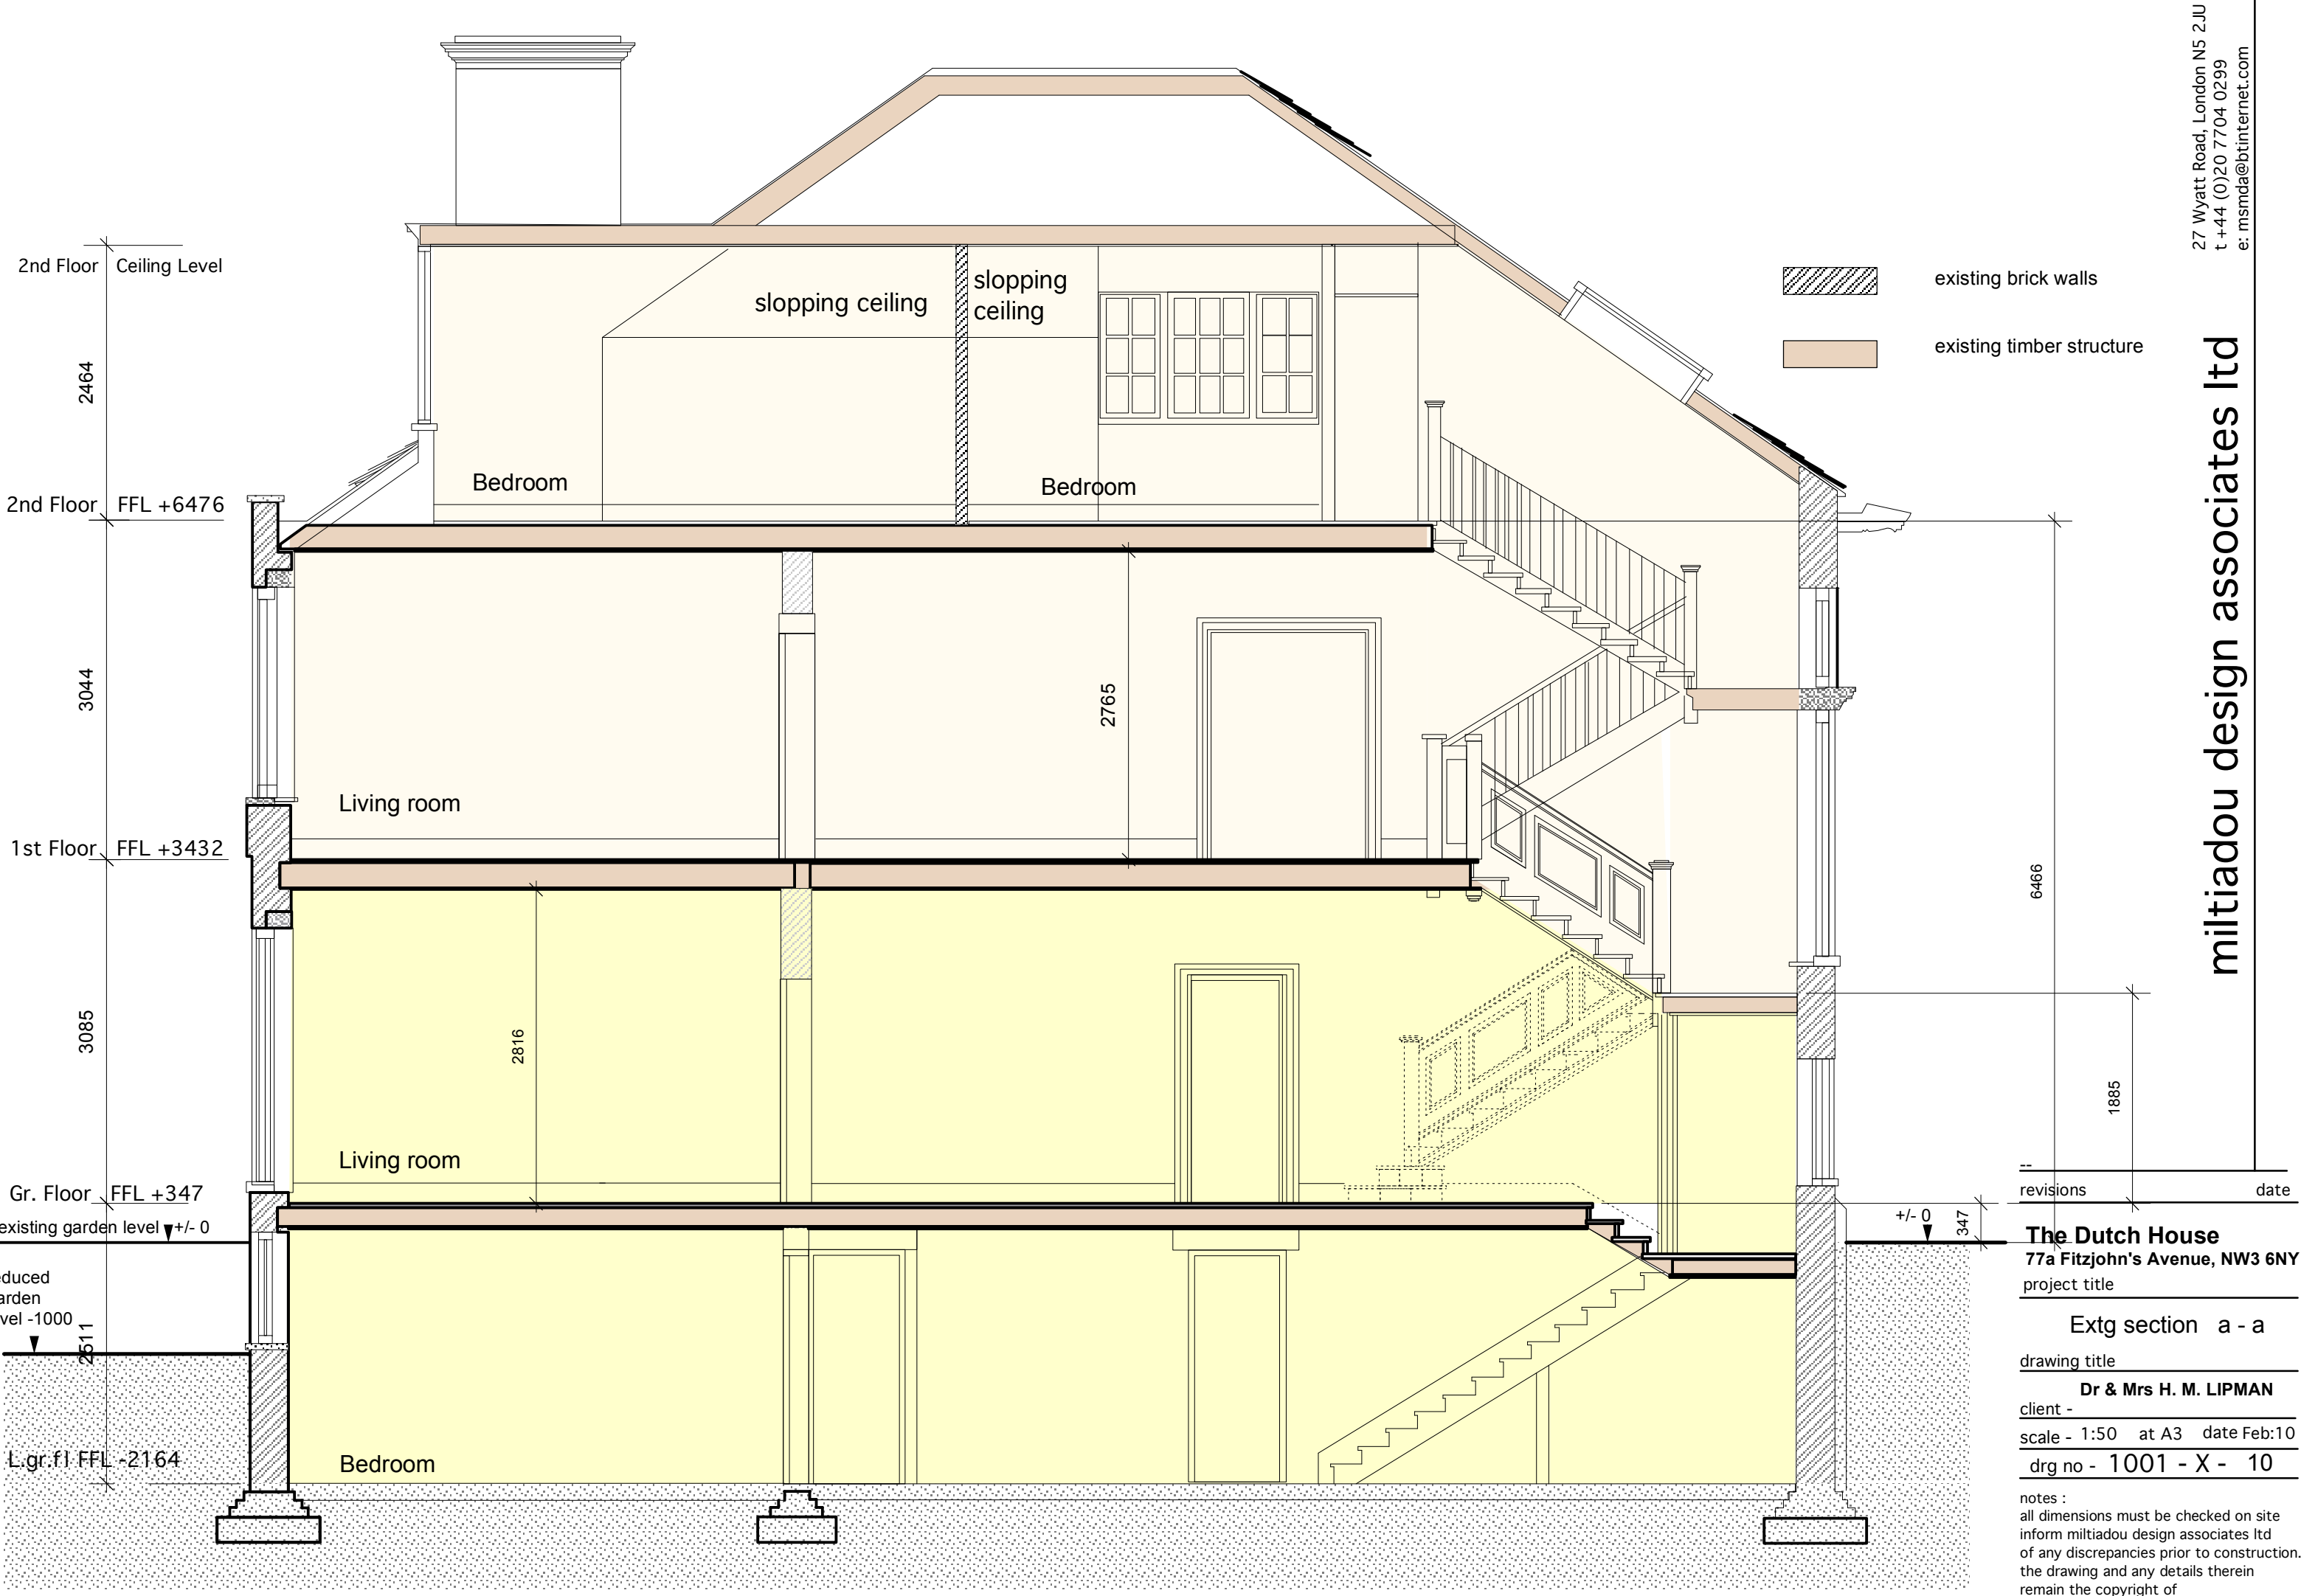 27 Wyatt Road, London N5 2JU
t +44 (0)20 7704 0299
e: msmda@btinternet.com
miltiadou design associates ltd
existing brick walls
existing timber structure
2nd Floor Ceiling Level
2464
slopping ceiling
slopping
ceiling
Bedroom
Bedroom
2nd Floor FFL +6476
3044
2765
Living room
1st Floor FFL +3432
6466
3085
2816
1885
Living room
Gr. Floor FFL +347
existing garden level +/- 0
+/- 0
347
educed
arden
vel -1000
2511
L.gr.fl FFL -2164
Bedroom
--
revisions date
The Dutch House
77a Fitzjohn's Avenue, NW3 6NY
project title
Extg section a - a
drawing title
Dr & Mrs H. M. LIPMAN
client -
scale - 1:50 at A3 date Feb:10
drg no - 1001 - X - 10
notes :
all dimensions must be checked on site
inform miltiadou design associates ltd
of any discrepancies prior to construction.
the drawing and any details therein
remain the copyright of